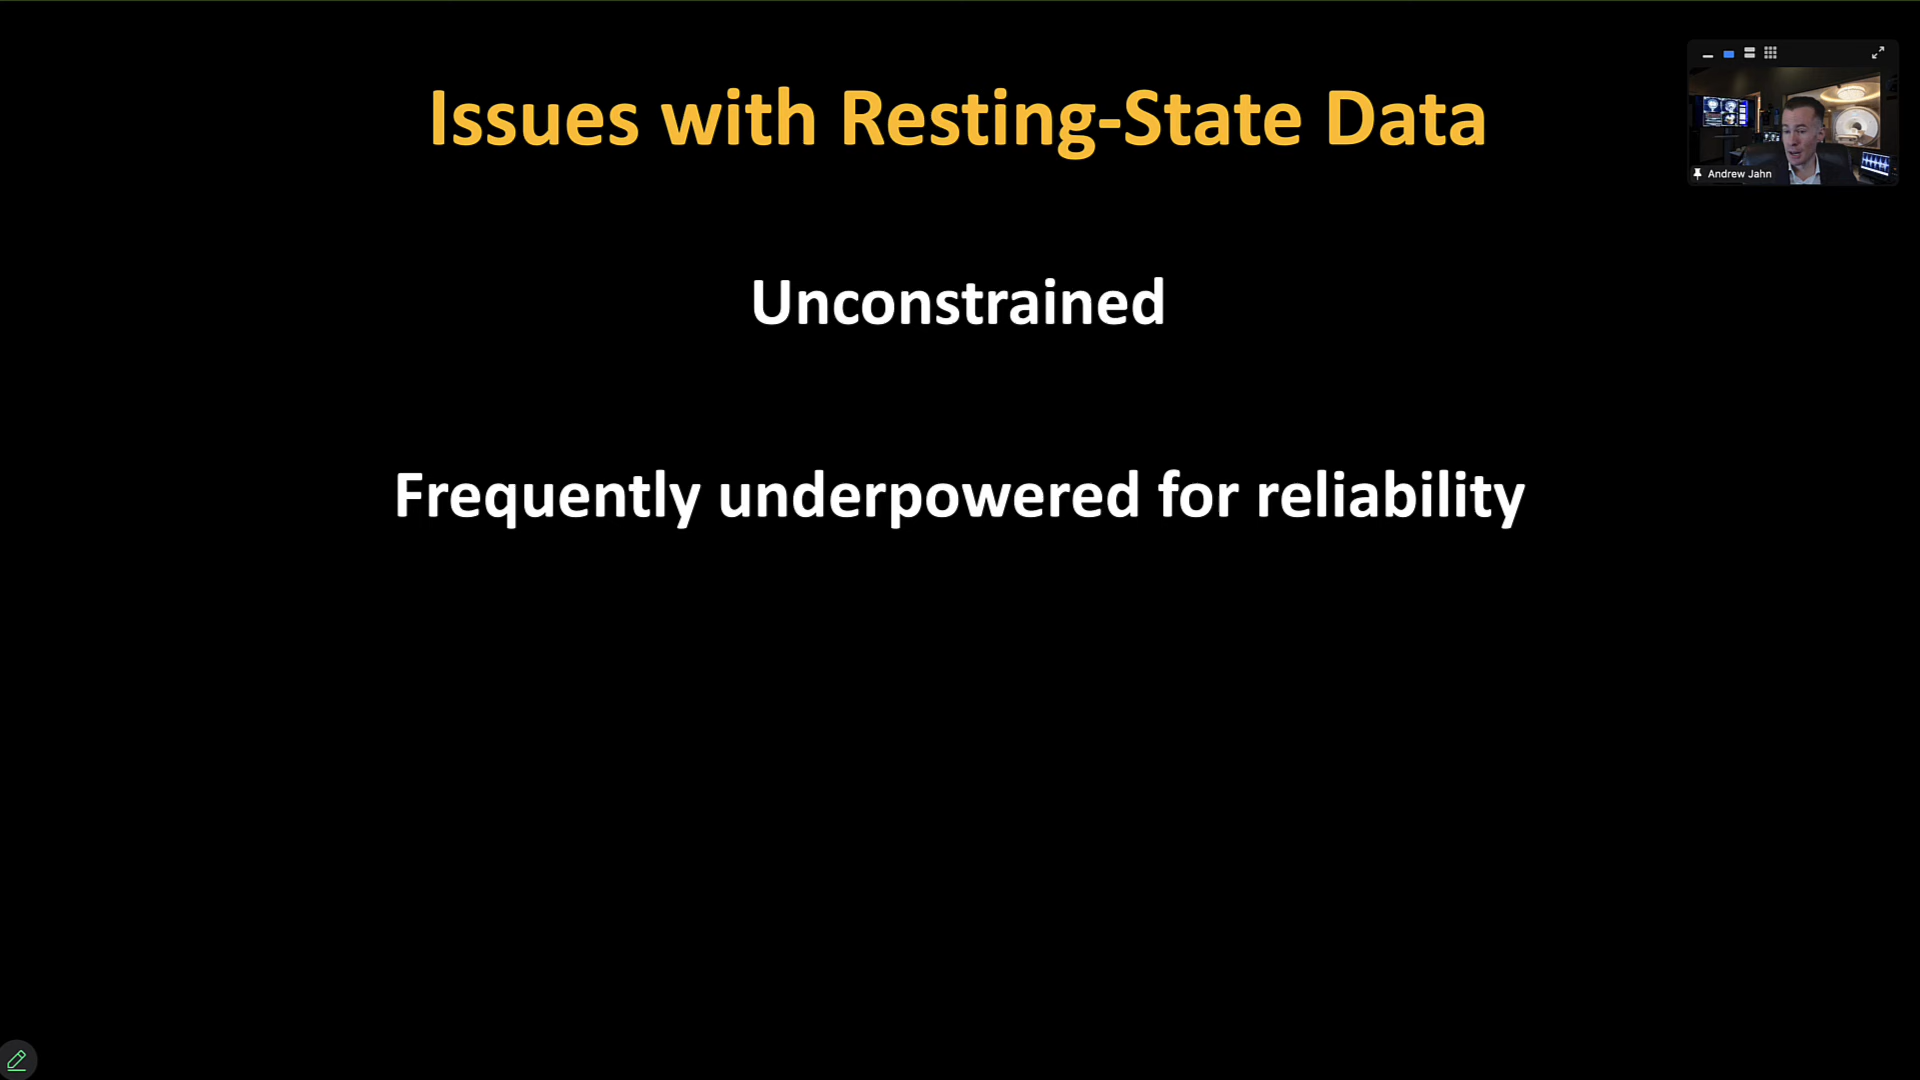 Issues with Resting-State Data
Andrew Jahn
Unconstrained
Frequently underpowered for reliability